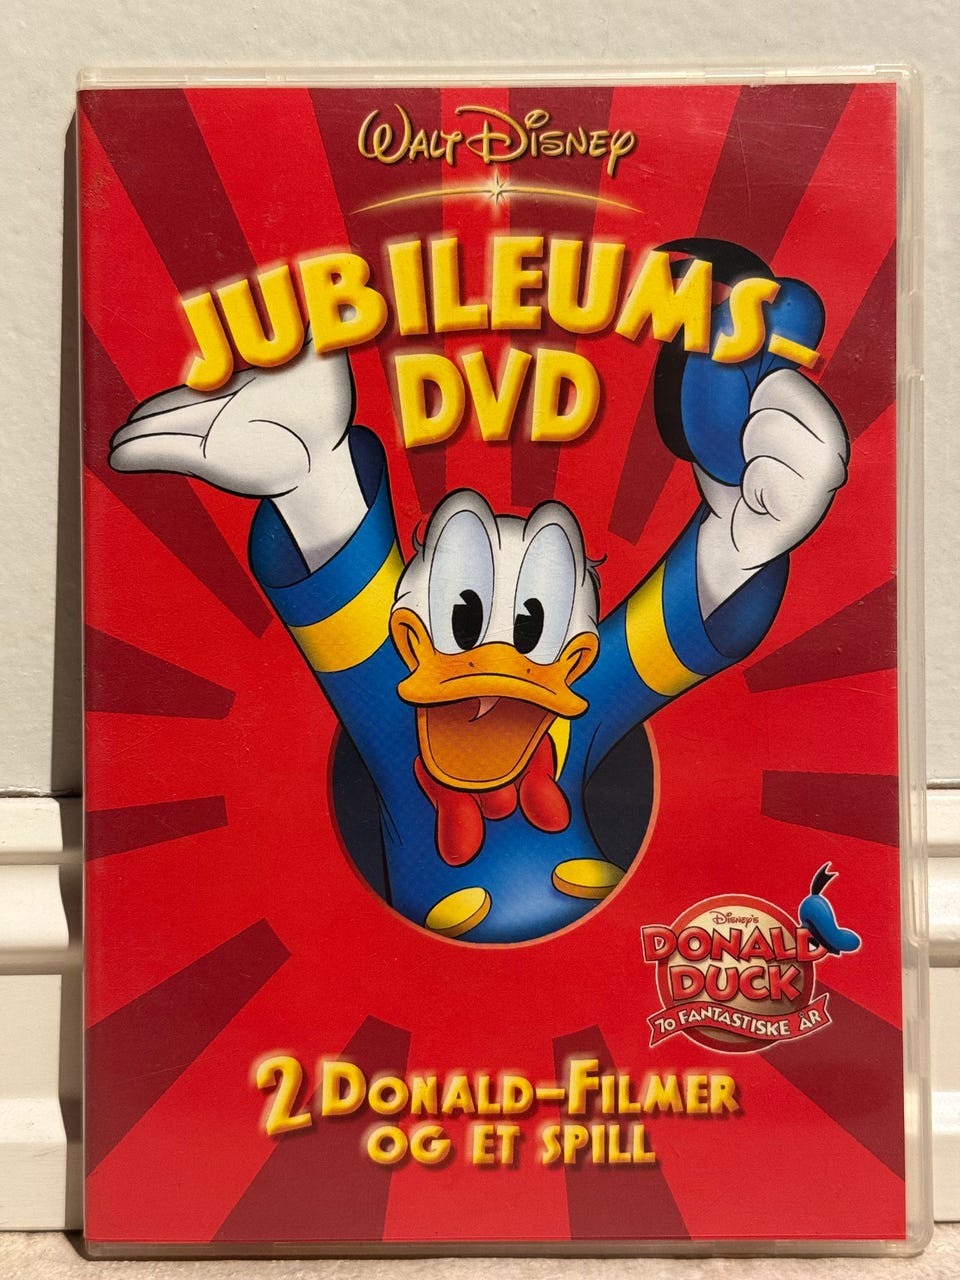 WALT DISNEY
JUBILEUMS-
DVD
DISNEY'S
DONALD
DUCK
70 FANTASTISKE ÅR
2 DONALD-FILMER
OG ET SPILL